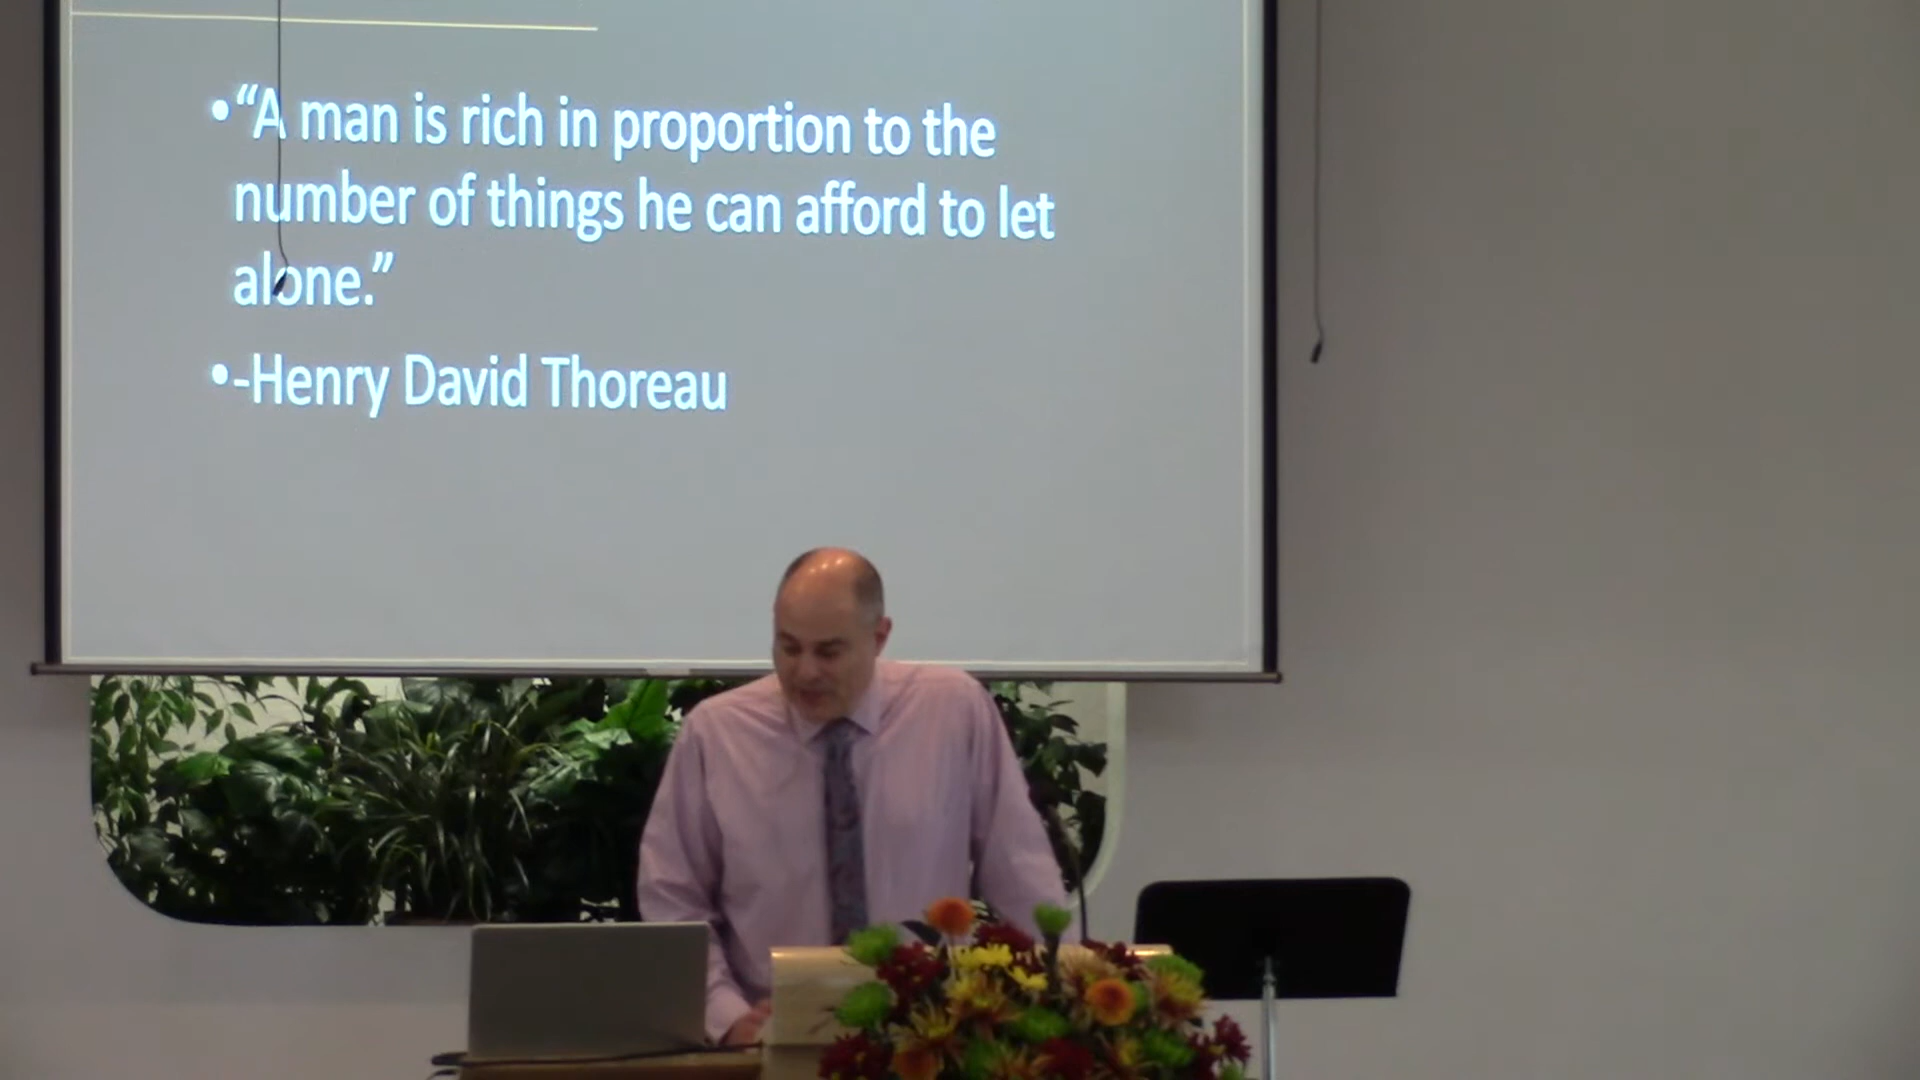 •“A man is rich in proportion to the
number of things he can afford to let
alone.”
•-Henry David Thoreau